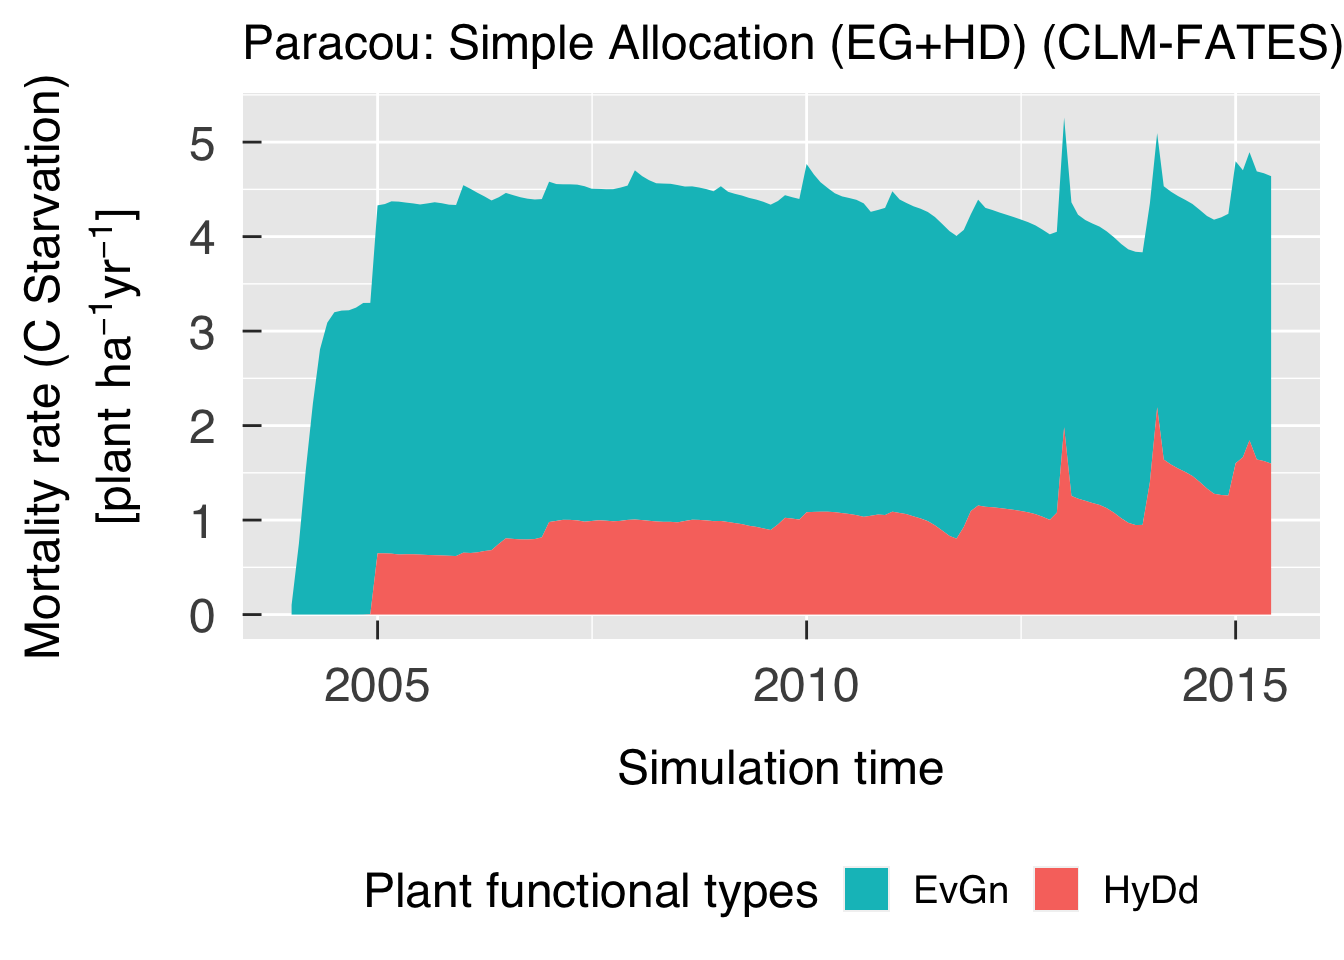 Paracou: Simple Allocation (EG+HD) (CLM-FATES)
Mortality rate (C Starvation)
[plant ha⁻¹yr⁻¹]
5
4
3
2
1
0
2005 2010 2015
Simulation time
Plant functional types EvGn HyDd